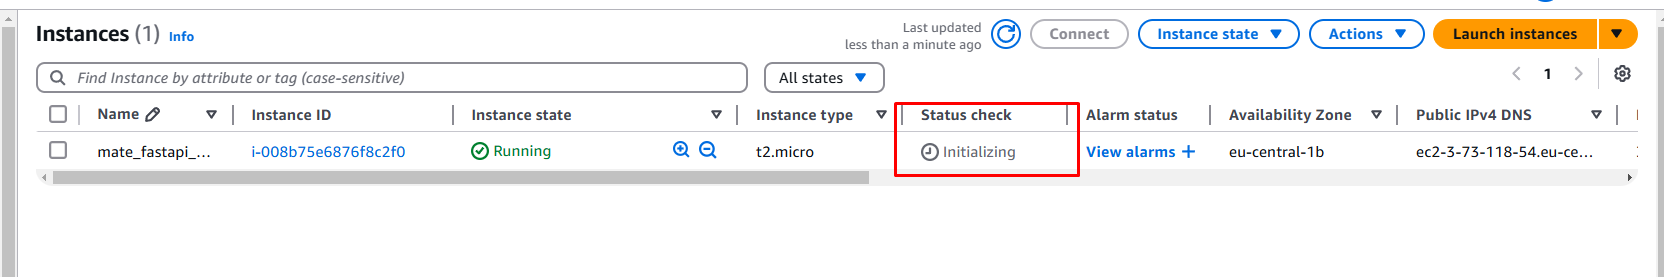 Instances (1) Info
Last updated
less than a minute ago
Connect
Instance state
Actions
Launch instances
Find Instance by attribute or tag (case-sensitive)
All states
1
Name Instance ID Instance state Instance type Status check Alarm status Availability Zone Public IPv4 DNS
mate_fastapi_... i-008b75e6876f8c2f0 Running t2.micro Initializing View alarms + eu-central-1b ec2-3-73-118-54.eu-ce...